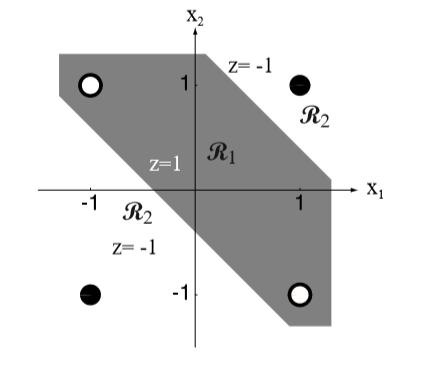 x₂
z= -1
1
ℛ₂
ℛ₁
z=1
x₁
-1
1
ℛ₂
z= -1
-1